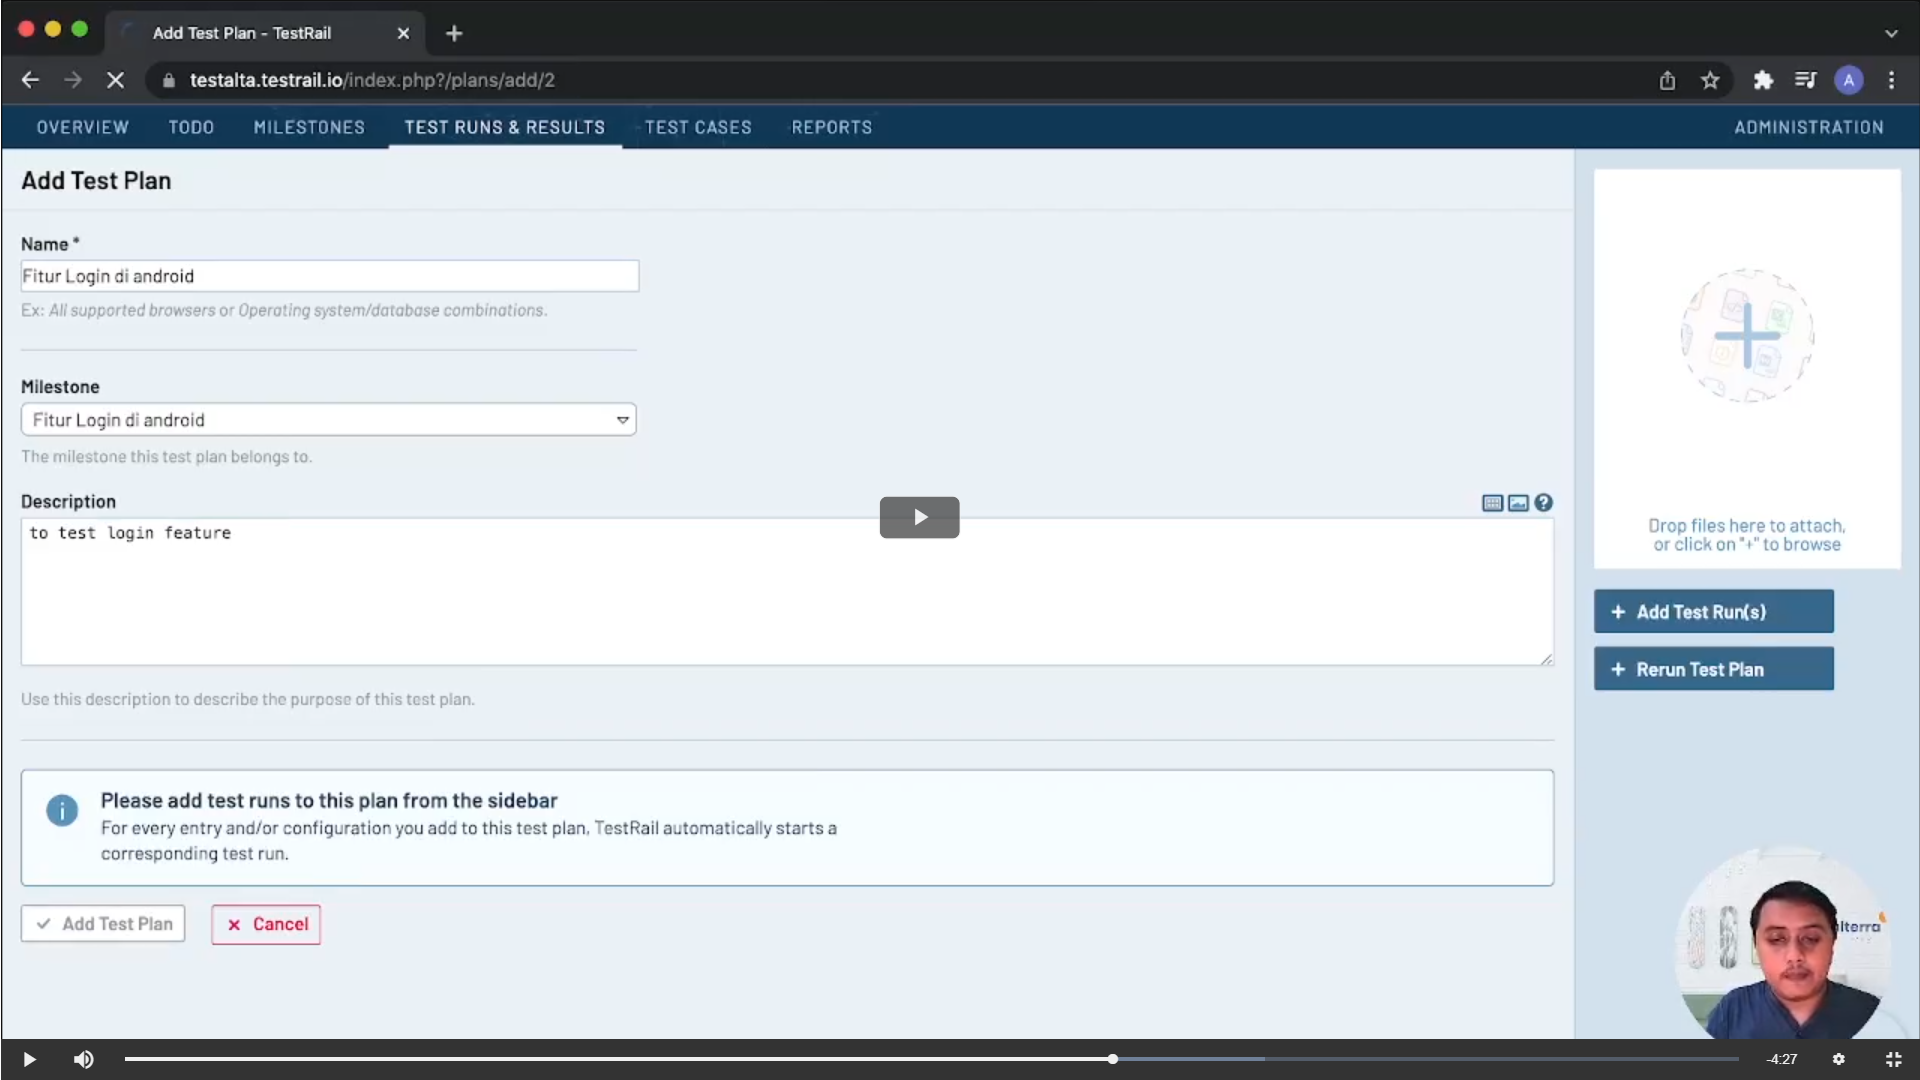 Add Test Plan - TestRail
testalta.testrail.io/index.php?/plans/add/2
A
OVERVIEW TODO MILESTONES TEST RUNS & RESULTS TEST CASES REPORTS ADMINISTRATION
Add Test Plan
Name *
Fitur Login di android
Ex: All supported browsers or Operating system/database combinations.
Milestone
Fitur Login di android
The milestone this test plan belongs to.
Description
to test login feature
Use this description to describe the purpose of this test plan.
Please add test runs to this plan from the sidebar
For every entry and/or configuration you add to this test plan, TestRail automatically starts a
corresponding test run.
Add Test Plan
Cancel
Drop files here to attach,
or click on "+" to browse
+ Add Test Run(s)
+ Rerun Test Plan
lterra
-4:27